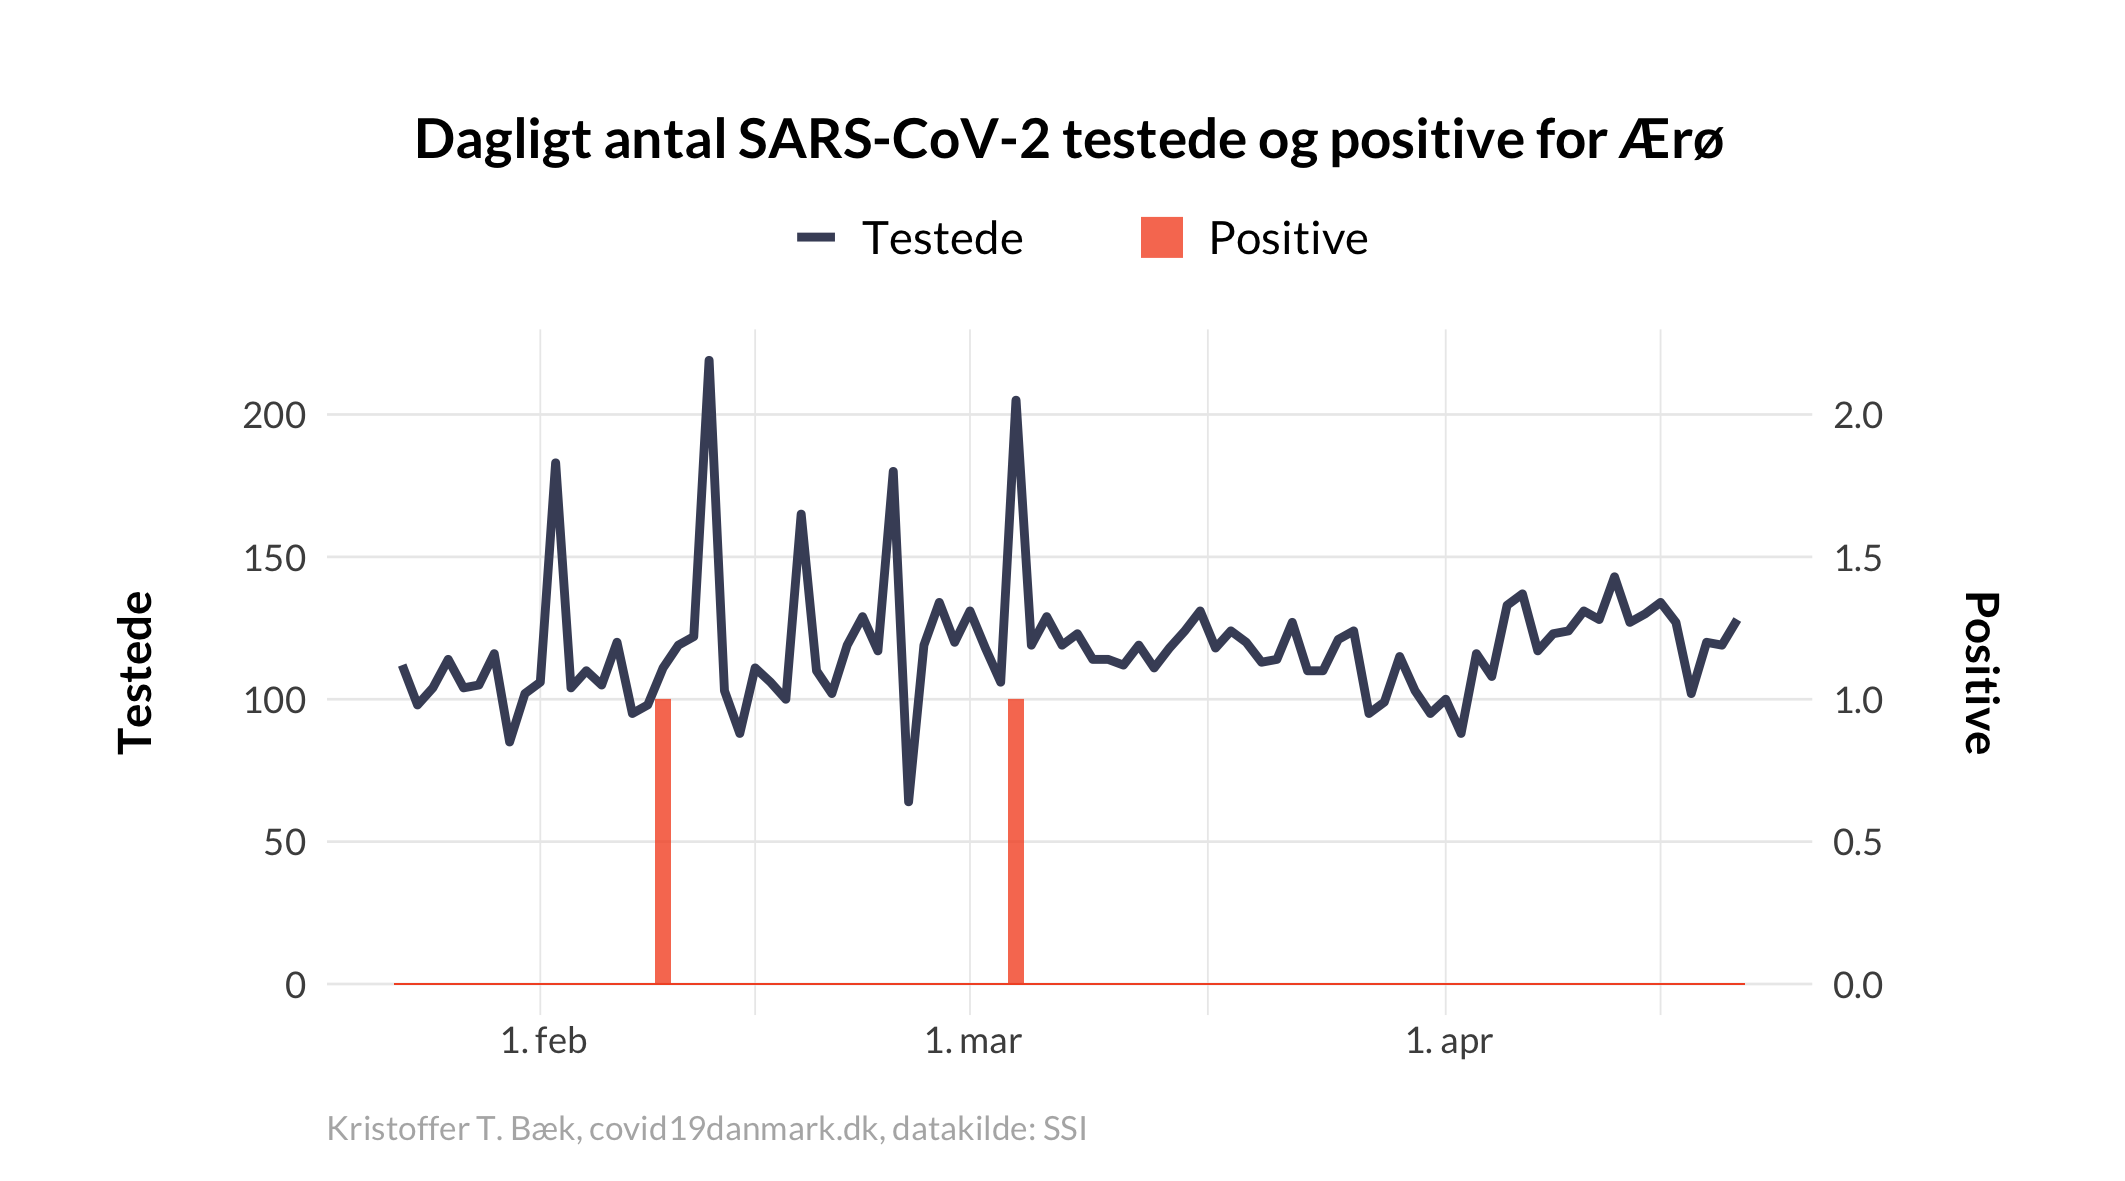 Dagligt antal SARS-CoV-2 testede og positive for Ærø
Testede Positive
200 2.0
150 1.5
100 1.0
50 0.5
0 0.0
Testede
Positive
1. feb 1. mar 1. apr
Kristoffer T. Bæk, covid19danmark.dk, datakilde: SSI